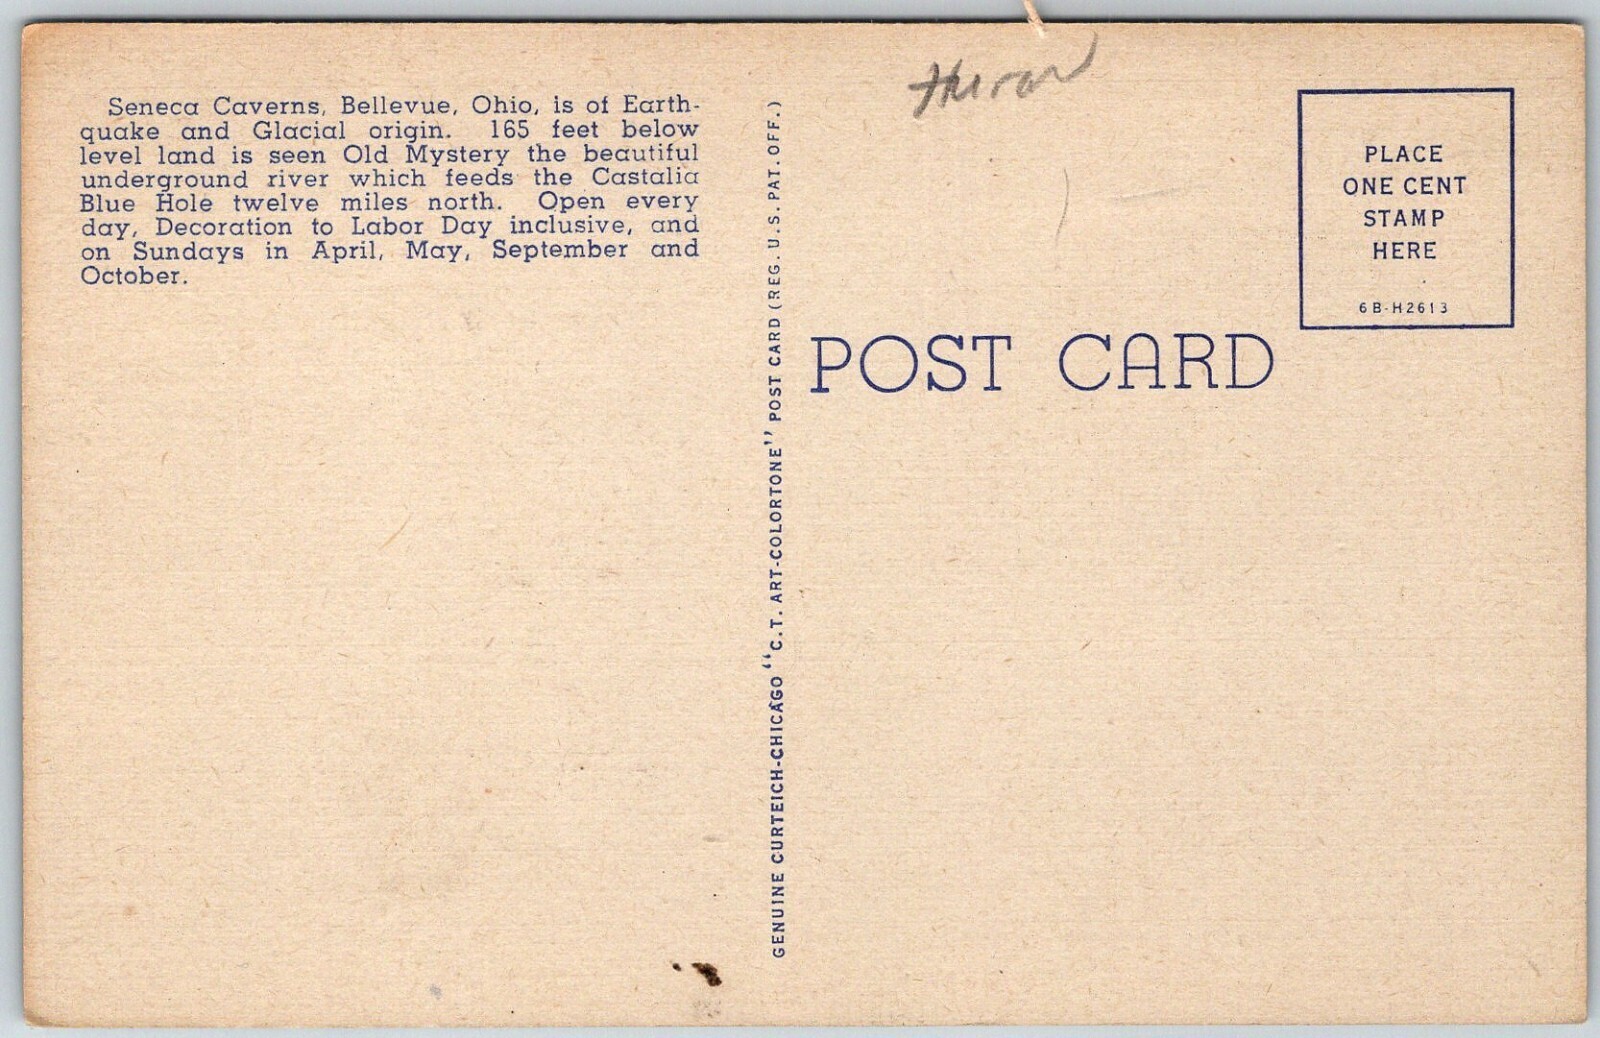 Seneca Caverns, Bellevue, Ohio, is of Earth-
quake and Glacial origin. 165 feet below
level land is seen Old Mystery the beautiful
underground river which feeds the Castalia
Blue Hole twelve miles north. Open every
day, Decoration to Labor Day inclusive, and
on Sundays in April, May, September and
October.
GENUINE CURTEICH-CHICAGO "C.T. ART-COLORTONE" POST CARD (REG. U.S. PAT. OFF.)
POST CARD
PLACE
ONE CENT
STAMP
HERE
6B-H2613